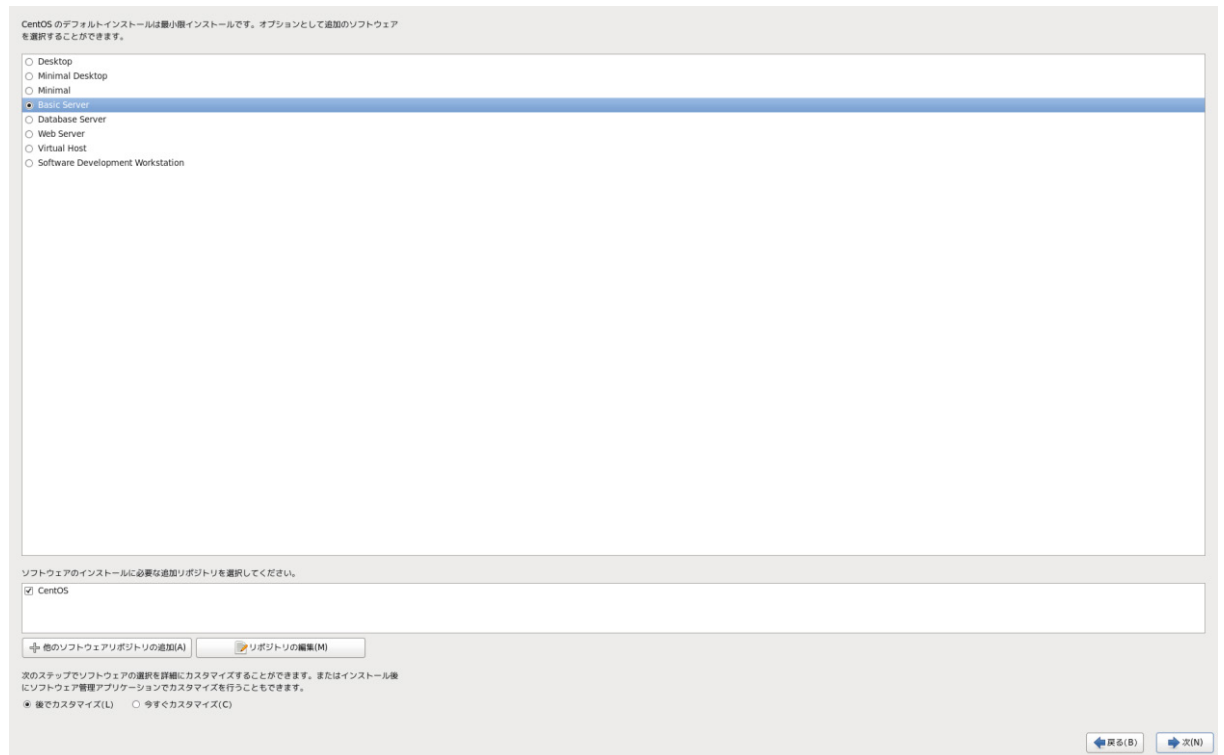 CentOS のデフォルトインストールは最小限インストールです。オプションとして追加のソフトウェア
を選択することができます。
Desktop
Minimal Desktop
Minimal
Basic Server
Database Server
Web Server
Virtual Host
Software Development Workstation
ソフトウェアのインストールに必要な追加リポジトリを選択してください。
CentOS
他のソフトウェアリポジトリの追加(A) リポジトリの編集(M)
次のステップでソフトウェアの選択を詳細にカスタマイズすることができます。またはインストール後
にソフトウェア管理アプリケーションでカスタマイズを行うこともできます。
後でカスタマイズ(L) 今すぐカスタマイズ(C)
戻る(B) 次(N)